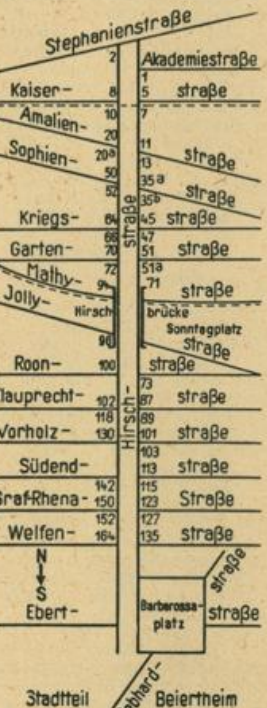 Stephanienstraße
2 Akademiestraße
1
Kaiser- 8 5 straße
Amalien- 10 7
20 11
Sophien- 20a 13 straße
50 35a
52 35b straße
Kriegs- 64 45 straße
66 47
Garten- 70 51 straße
72 51a
Mathy- 94 71 straße
Jolly- Hirsch brücke
Sonntagplatz
96 straße
Roon- 100 straße
73
lauprecht- 102 87 straße
118 89
Vorholz- 130 101 straße
103
Südend- 113 straße
142 115
Graf-Rhena- 150 123 Straße
152 127
Welfen- 164 135 straße
Hirsch-straße
N
S
straße
Ebert- Barbarossa-platz straße
ebhard-
Stadtteil Beiertheim